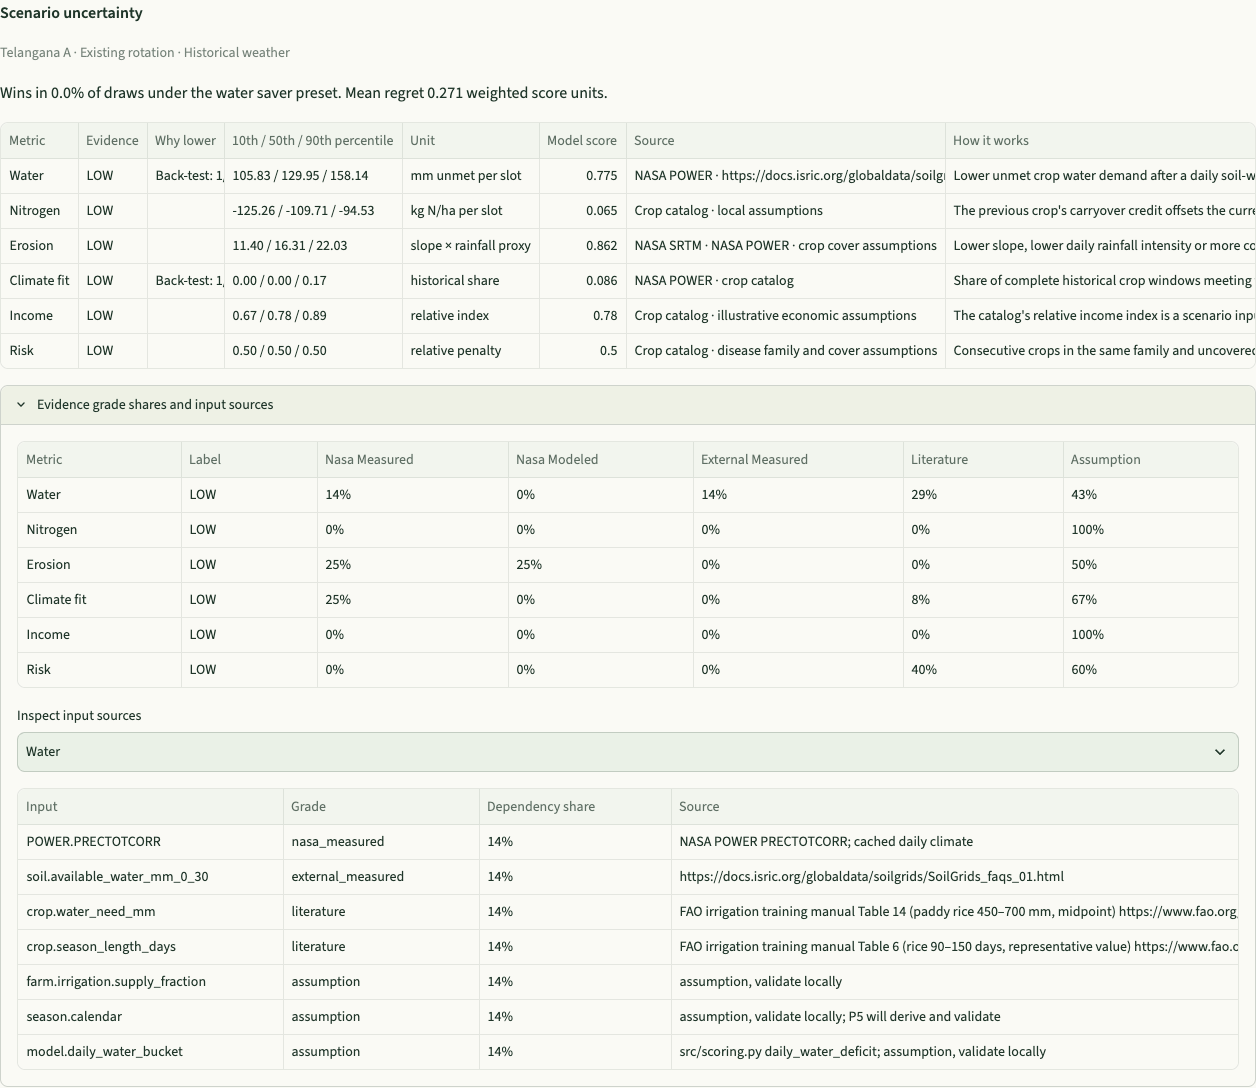 Scenario uncertainty
Telangana A · Existing rotation · Historical weather
Wins in 0.0% of draws under the water saver preset. Mean regret 0.271 weighted score units.
Metric Evidence Why lower 10th / 50th / 90th percentile Unit Model score Source How it works
Water LOW Back-test: 1, 105.83 / 129.95 / 158.14 mm unmet per slot 0.775 NASA POWER · https://docs.isric.org/globaldata/soilgr Lower unmet crop water demand after a daily soil-w
Nitrogen LOW -125.26 / -109.71 / -94.53 kg N/ha per slot 0.065 Crop catalog · local assumptions The previous crop's carryover credit offsets the curre
Erosion LOW 11.40 / 16.31 / 22.03 slope × rainfall proxy 0.862 NASA SRTM · NASA POWER · crop cover assumptions Lower slope, lower daily rainfall intensity or more co
Climate fit LOW Back-test: 1, 0.00 / 0.00 / 0.17 historical share 0.086 NASA POWER · crop catalog Share of complete historical crop windows meeting
Income LOW 0.67 / 0.78 / 0.89 relative index 0.78 Crop catalog · illustrative economic assumptions The catalog's relative income index is a scenario inpu
Risk LOW 0.50 / 0.50 / 0.50 relative penalty 0.5 Crop catalog · disease family and cover assumptions Consecutive crops in the same family and uncovered
Evidence grade shares and input sources
Metric Label Nasa Measured Nasa Modeled External Measured Literature Assumption
Water LOW 14% 0% 14% 29% 43%
Nitrogen LOW 0% 0% 0% 0% 100%
Erosion LOW 25% 25% 0% 0% 50%
Climate fit LOW 25% 0% 0% 8% 67%
Income LOW 0% 0% 0% 0% 100%
Risk LOW 0% 0% 0% 40% 60%
Inspect input sources
Water
Input Grade Dependency share Source
POWER.PRECTOTCORR nasa_measured 14% NASA POWER PRECTOTCORR; cached daily climate
soil.available_water_mm_0_30 external_measured 14% https://docs.isric.org/globaldata/soilgrids/SoilGrids_faqs_01.html
crop.water_need_mm literature 14% FAO irrigation training manual Table 14 (paddy rice 450–700 mm, midpoint) https://www.fao.org,
crop.season_length_days literature 14% FAO irrigation training manual Table 6 (rice 90–150 days, representative value) https://www.fao.o
farm.irrigation.supply_fraction assumption 14% assumption, validate locally
season.calendar assumption 14% assumption, validate locally; P5 will derive and validate
model.daily_water_bucket assumption 14% src/scoring.py daily_water_deficit; assumption, validate locally